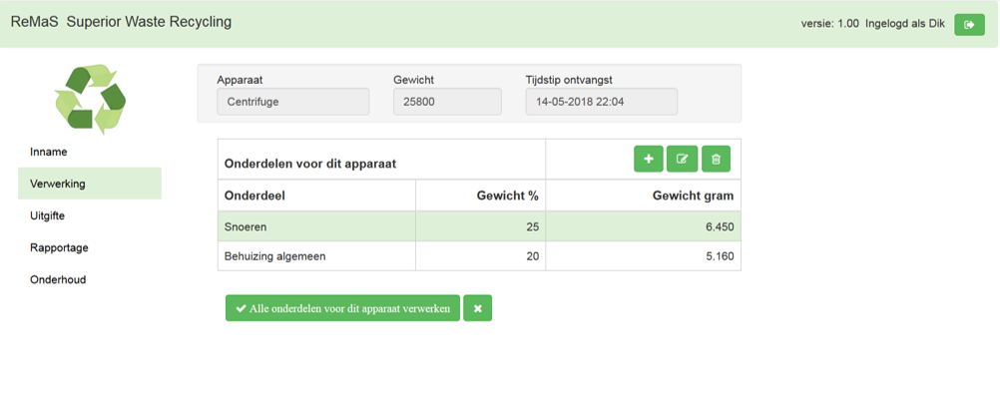 ReMaS Superior Waste Recycling
versie: 1.00 Ingelogd als Dik
Apparaat Gewicht Tijdstip ontvangst
Centrifuge 25800 14-05-2018 22:04
Inname
Verwerking
Uitgifte
Rapportage
Onderhoud
Onderdelen voor dit apparaat
Onderdeel Gewicht % Gewicht gram
Snoeren 25 6.450
Behuizing algemeen 20 5.160
Alle onderdelen voor dit apparaat verwerken